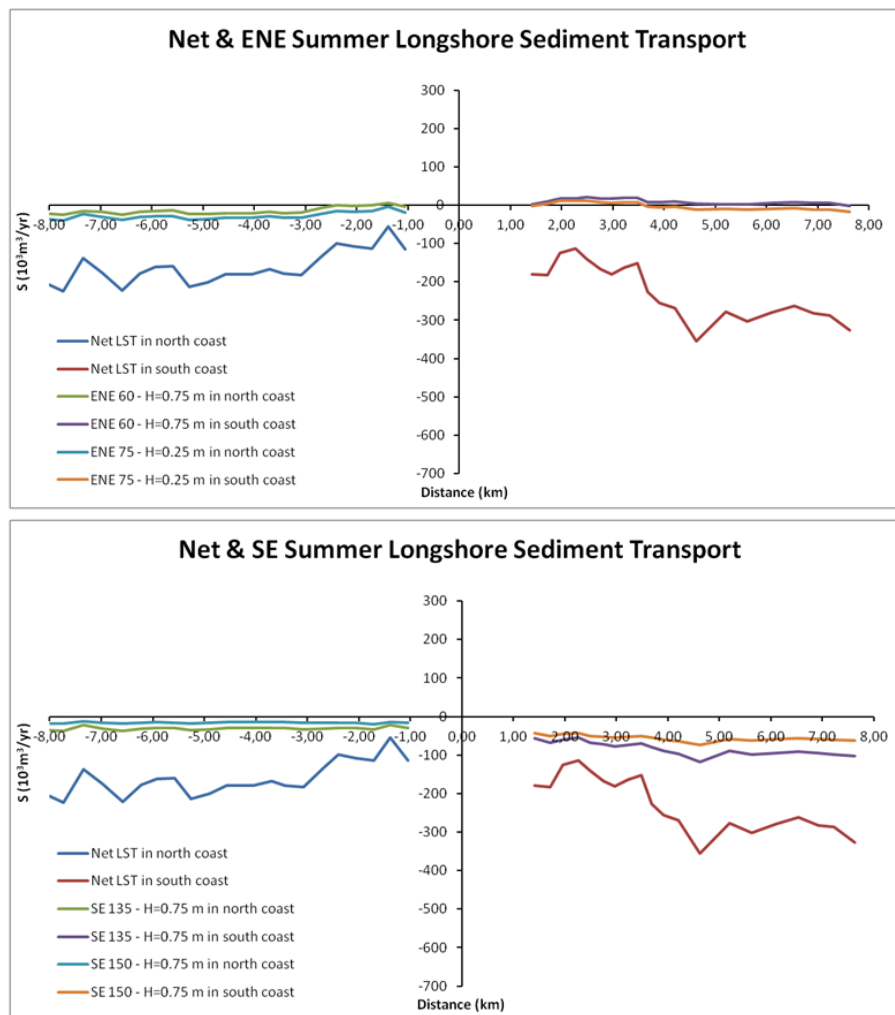 Net & ENE Summer Longshore Sediment Transport
300
200
100
0
-8,00 -7,00 -6,00 -5,00 -4,00 -3,00 -2,00 -1,00 0,00 1,00 2,00 3,00 4,00 5,00 6,00 7,00 8,00
-100
-200
-300
-400
-500
-600
-700
S (10³m³/yr)
Net LST in north coast
Net LST in south coast
ENE 60 - H=0.75 m in north coast
ENE 60 - H=0.75 m in south coast
ENE 75 - H=0.25 m in north coast
ENE 75 - H=0.25 m in south coast
Distance (km)
Net & SE Summer Longshore Sediment Transport
300
200
100
0
-8,00 -7,00 -6,00 -5,00 -4,00 -3,00 -2,00 -1,00 0,00 1,00 2,00 3,00 4,00 5,00 6,00 7,00 8,00
-100
-200
-300
-400
-500
-600
-700
S (10³m³/yr)
Net LST in north coast
Net LST in south coast
SE 135 - H=0.75 m in north coast
SE 135 - H=0.75 m in south coast
SE 150 - H=0.75 m in north coast
SE 150 - H=0.75 m in south coast
Distance (km)